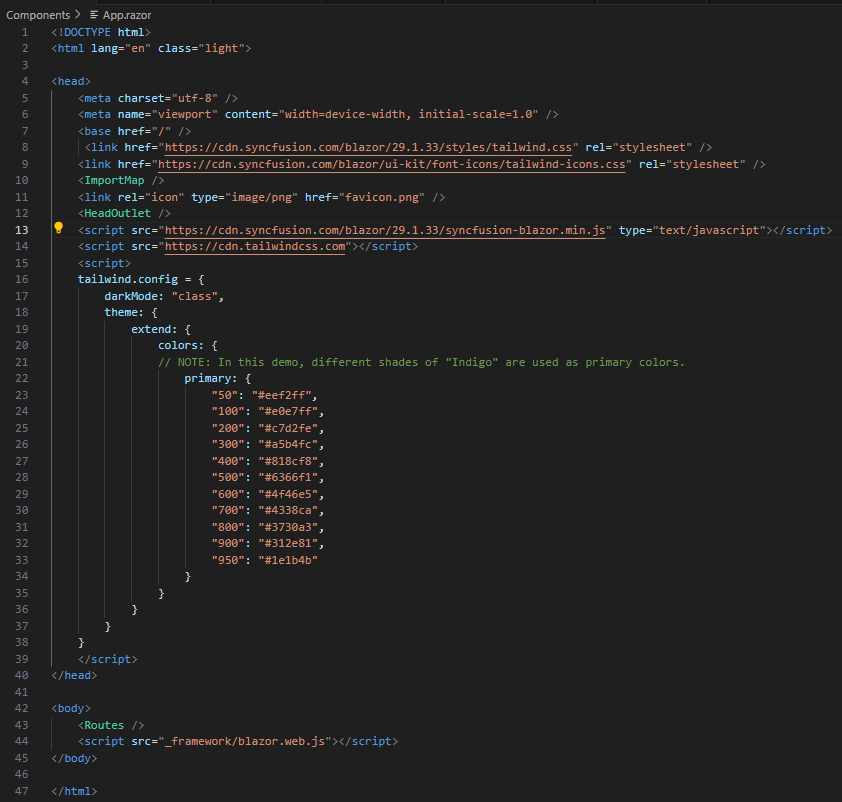 Components > App.razor
1 <!DOCTYPE html>
2 <html lang="en" class="light">
3
4 <head>
5     <meta charset="utf-8" />
6     <meta name="viewport" content="width=device-width, initial-scale=1.0" />
7     <base href="/" />
8      <link href="https://cdn.syncfusion.com/blazor/29.1.33/styles/tailwind.css" rel="stylesheet" />
9     <link href="https://cdn.syncfusion.com/blazor/ui-kit/font-icons/tailwind-icons.css" rel="stylesheet" />
10     <ImportMap />
11     <link rel="icon" type="image/png" href="favicon.png" />
12     <HeadOutlet />
13     <script src="https://cdn.syncfusion.com/blazor/29.1.33/syncfusion-blazor.min.js" type="text/javascript"></script>
14     <script src="https://cdn.tailwindcss.com"></script>
15     <script>
16     tailwind.config = {
17         darkMode: "class",
18         theme: {
19             extend: {
20                 colors: {
21                 // NOTE: In this demo, different shades of "Indigo" are used as primary colors.
22                     primary: {
23                         "50": "#eef2ff",
24                         "100": "#e0e7ff",
25                         "200": "#c7d2fe",
26                         "300": "#a5b4fc",
27                         "400": "#818cf8",
28                         "500": "#6366f1",
29                         "600": "#4f46e5",
30                         "700": "#4338ca",
31                         "800": "#3730a3",
32                         "900": "#312e81",
33                         "950": "#1e1b4b"
34                     }
35                 }
36             }
37         }
38     }
39     </script>
40 </head>
41
42 <body>
43     <Routes />
44     <script src="_framework/blazor.web.js"></script>
45 </body>
46
47 </html>